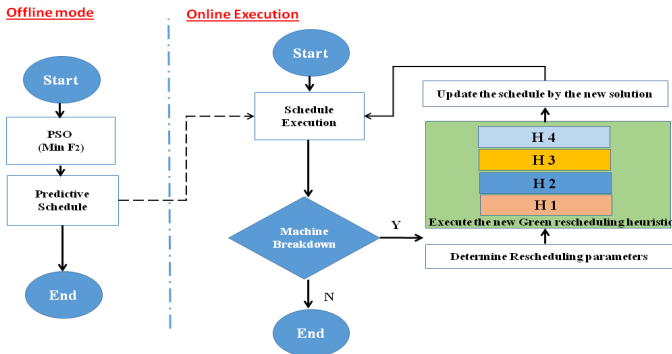 Offline mode
Start
PSO
(Min F2)
Predictive
Schedule
End
Online Execution
Start
Schedule
Execution
Machine
Breakdown
Y
N
End
Update the schedule by the new solution
H 4
H 3
H 2
H 1
Execute the new Green rescheduling heuristic
Determine Rescheduling parameters